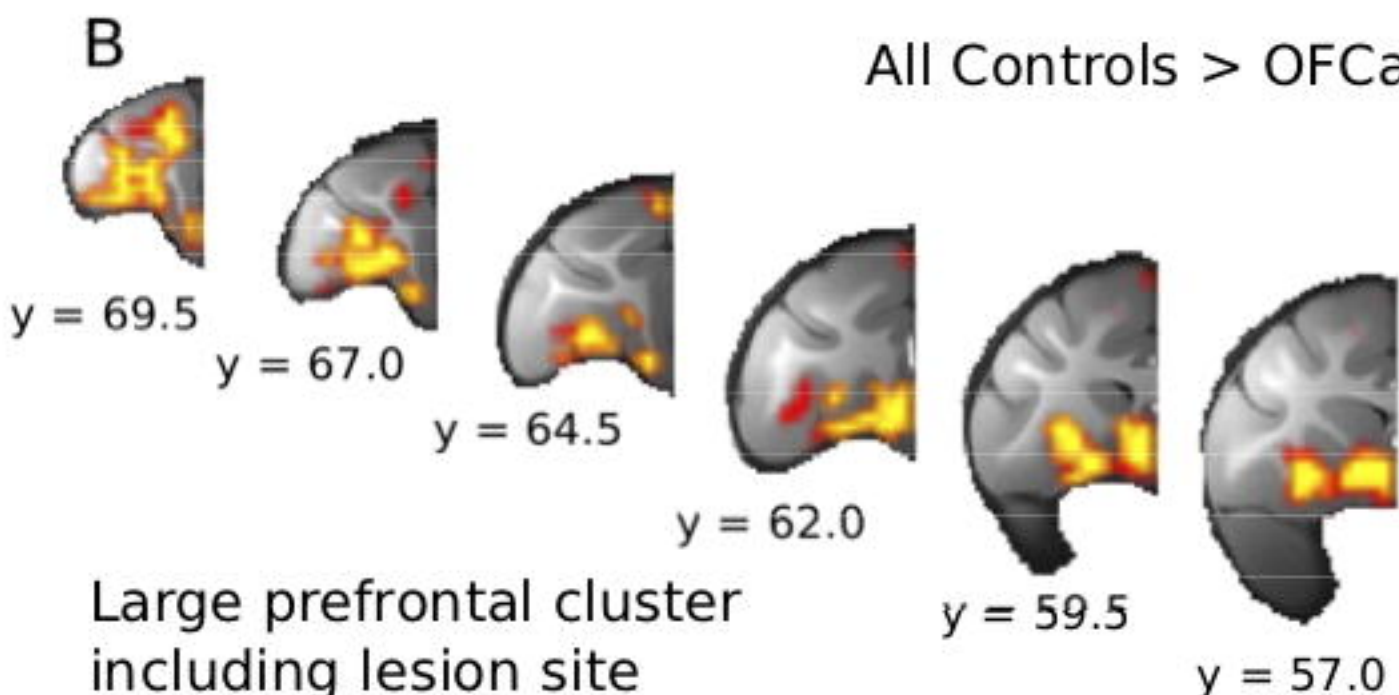 B
All Controls > OFCa
y = 69.5
y = 67.0
y = 64.5
y = 62.0
y = 59.5
y = 57.0
Large prefrontal cluster
including lesion site